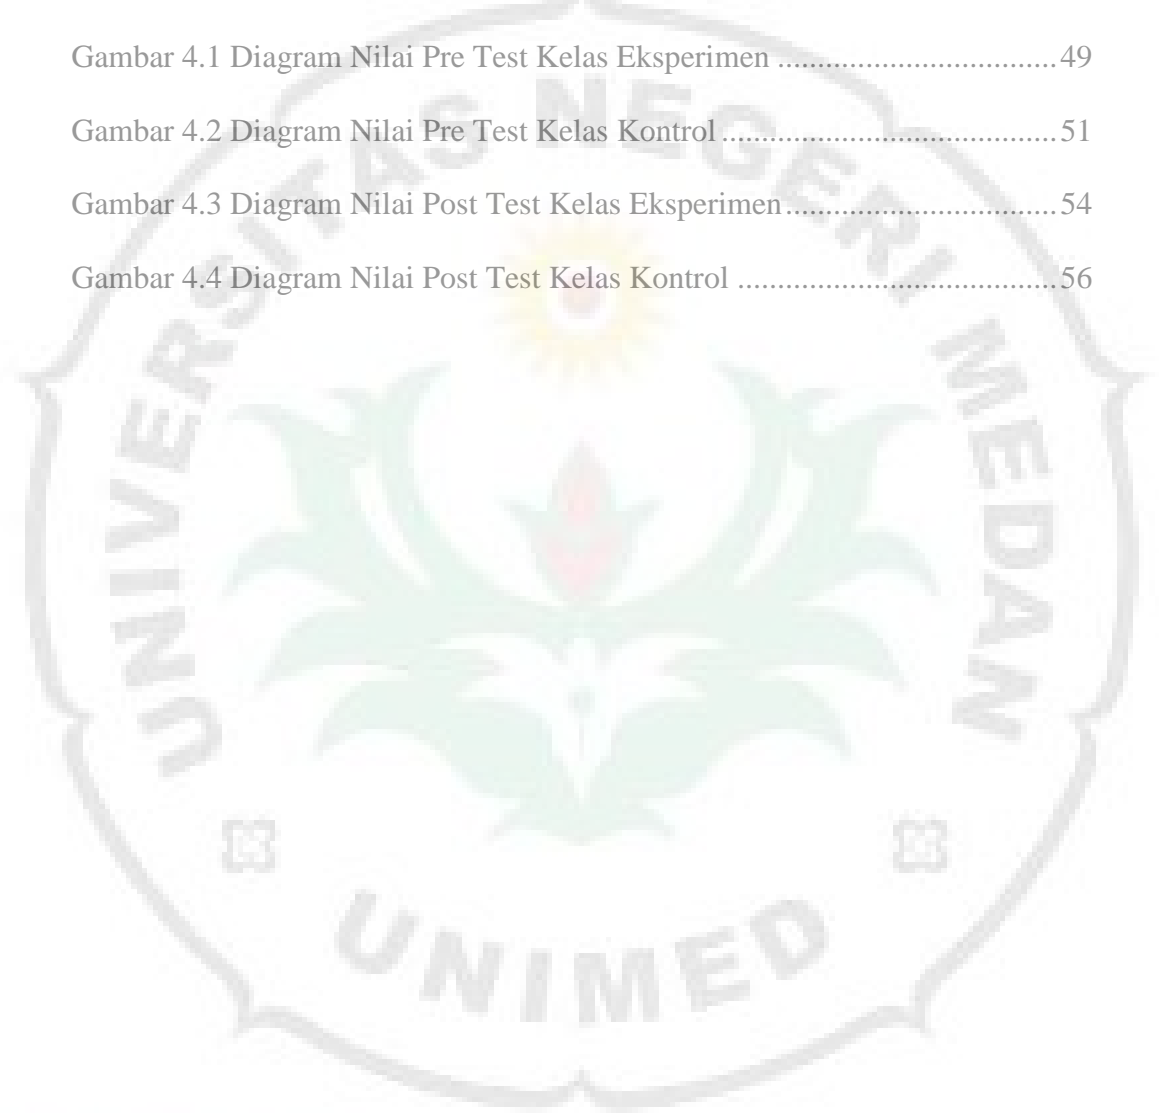 Gambar 4.1 Diagram Nilai Pre Test Kelas Eksperimen ................................... 49
Gambar 4.2 Diagram Nilai Pre Test Kelas Kontrol .......................................... 51
Gambar 4.3 Diagram Nilai Post Test Kelas Eksperimen .................................. 54
Gambar 4.4 Diagram Nilai Post Test Kelas Kontrol ........................................ 56
UNIVERSITAS NEGERI MEDAN
UNIMED